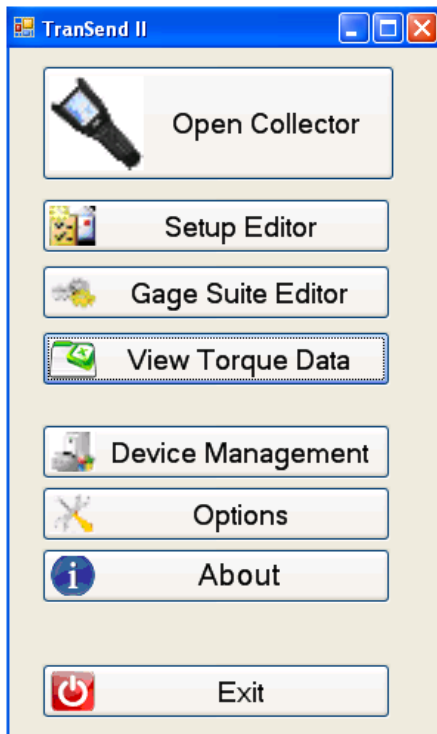 TranSend II
Open Collector
Setup Editor
Gage Suite Editor
View Torque Data
Device Management
Options
About
Exit